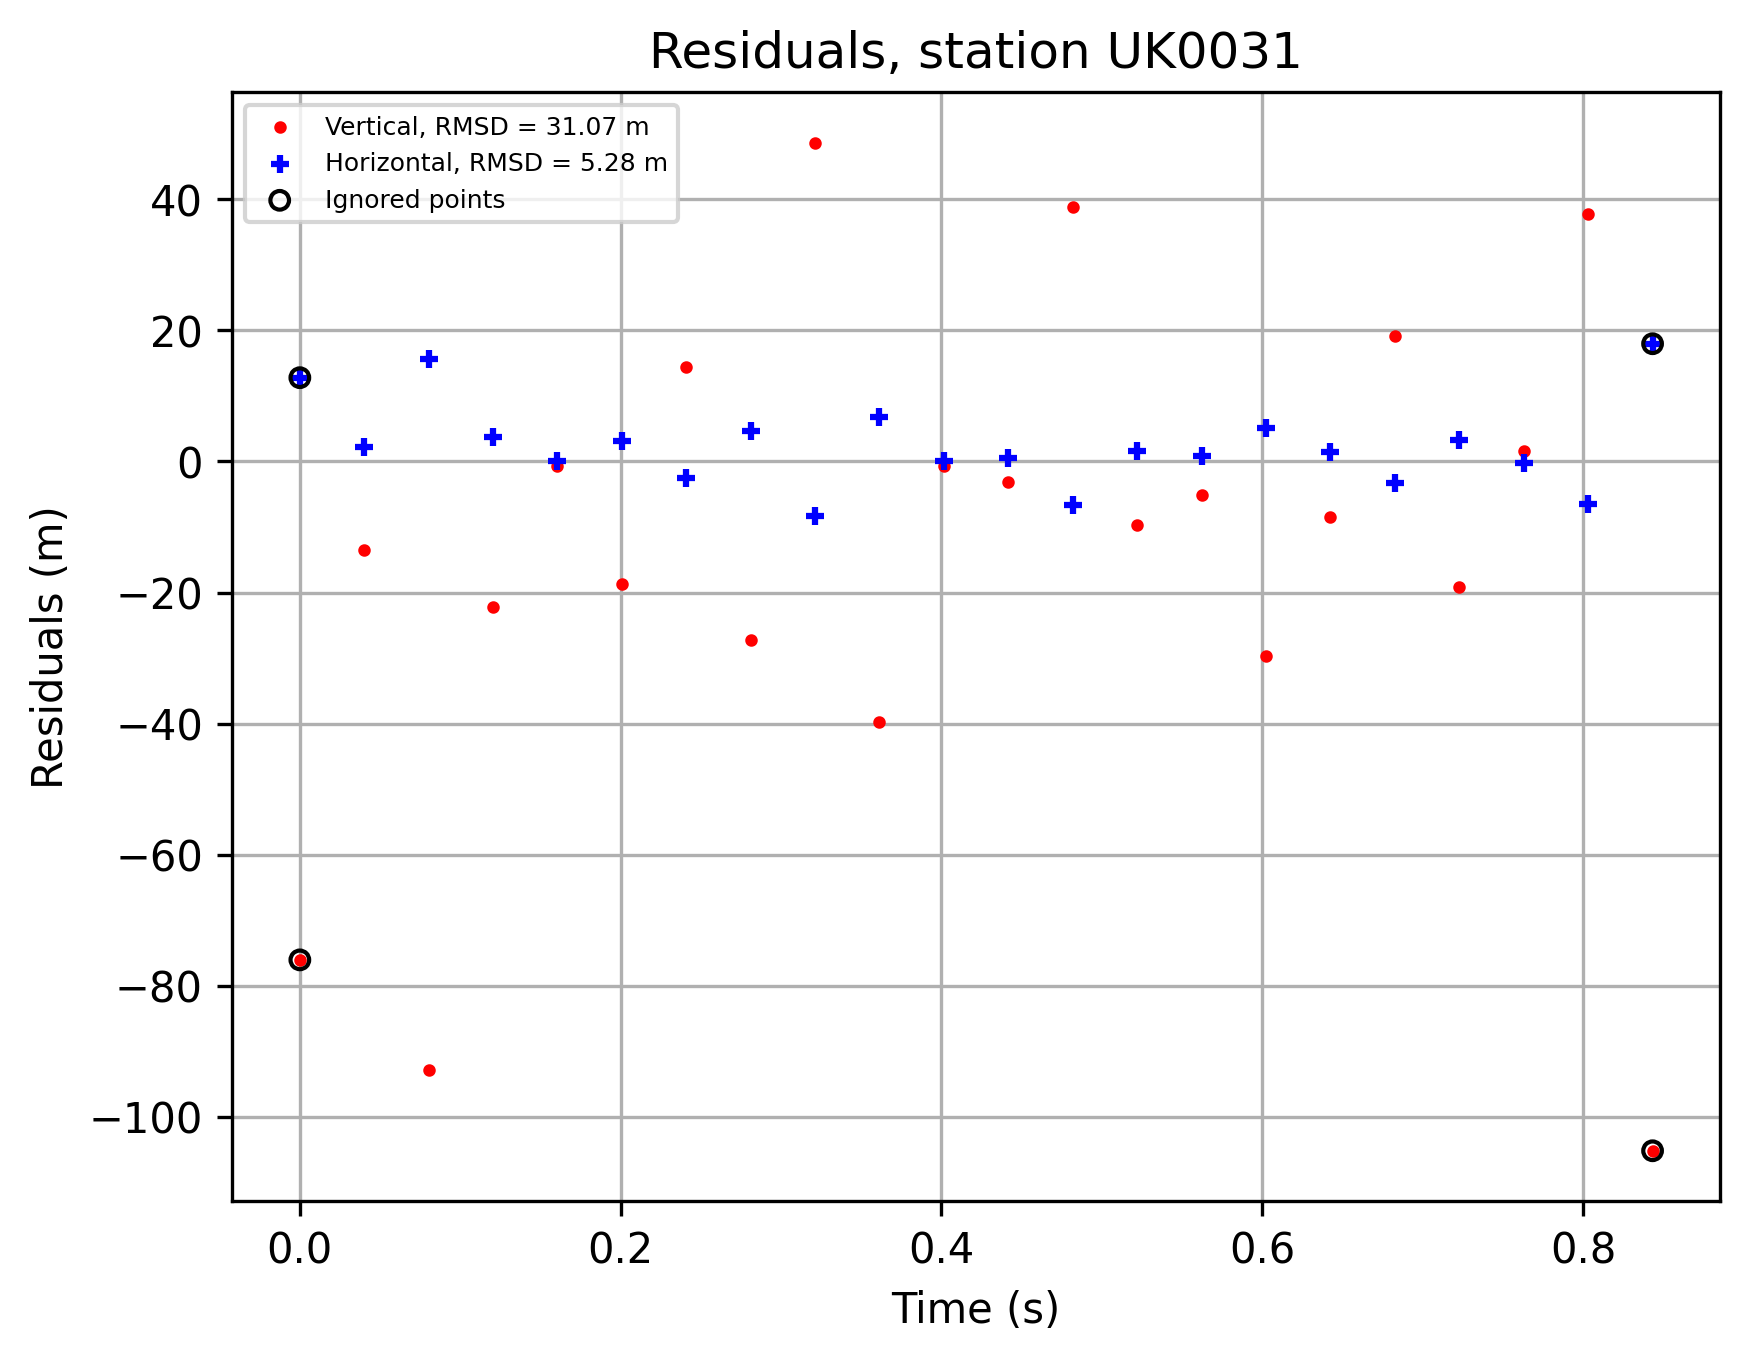 Residuals, station UK0031
Vertical, RMSD = 31.07 m
Horizontal, RMSD = 5.28 m
Ignored points
40
20
0
−20
−40
−60
−80
−100
Residuals (m)
0.0 0.2 0.4 0.6 0.8
Time (s)